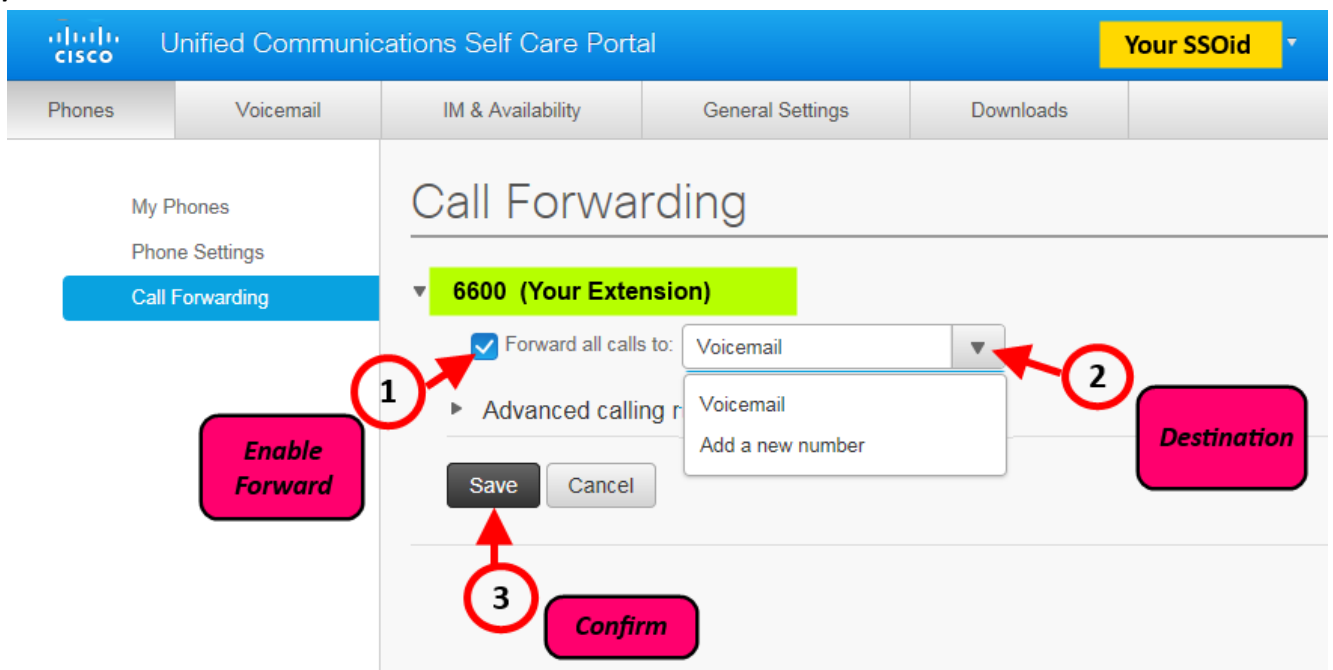 CISCO Unified Communications Self Care Portal Your SSOid
Phones Voicemail IM & Availability General Settings Downloads
My Phones
Phone Settings
Call Forwarding
Call Forwarding
6600 (Your Extension)
Forward all calls to: Voicemail
1
2
Advanced calling r
Voicemail
Add a new number
Enable
Forward
Destination
Save Cancel
3
Confirm